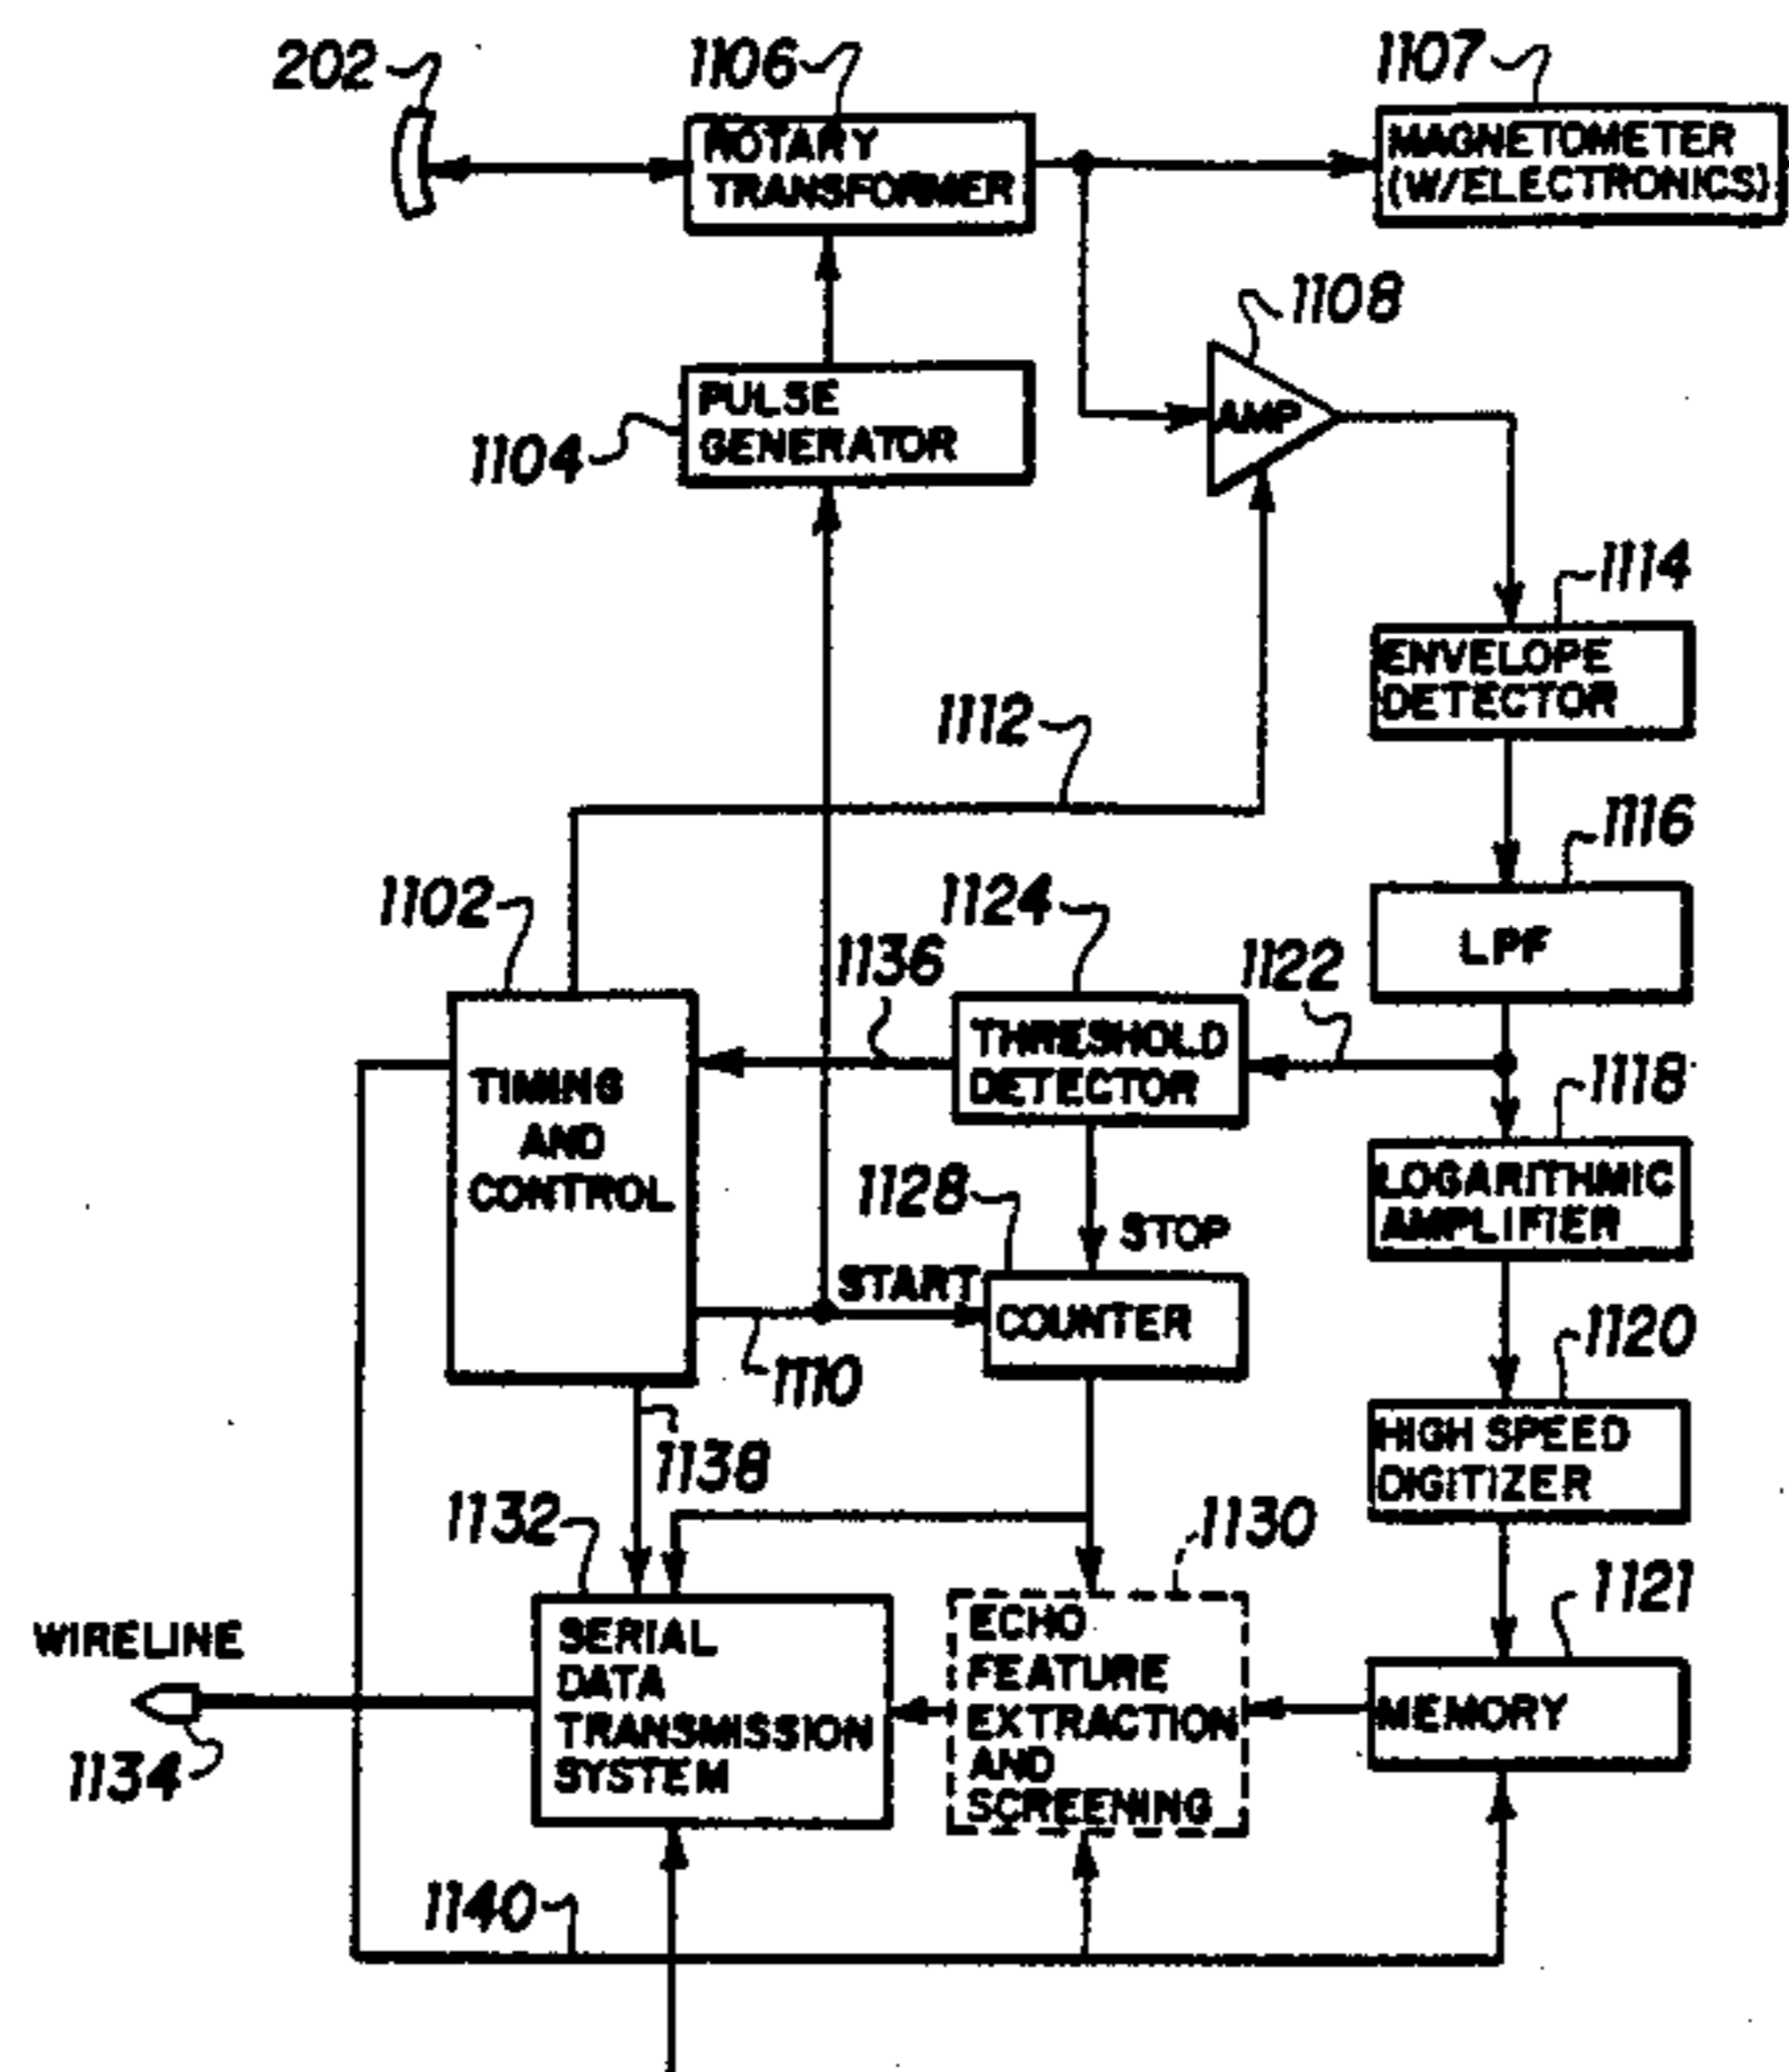 202
1106
1107
ROTARY
TRANSFORMER
MAGNETOMETER
(W/ELECTRONICS)
1108
PULSE
GENERATOR
1104
AMP
1114
ENVELOPE
DETECTOR
1112
1116
1102
1124
1136
1122
LPF
THRESHOLD
DETECTOR
TIMING
AND
CONTROL
1118
LOGARITHMIC
AMPLIFIER
1128
STOP
START
COUNTER
1110
1120
HIGH SPEED
DIGITIZER
1138
1132
1130
1121
WIRELINE
SERIAL
DATA
TRANSMISSION
SYSTEM
ECHO
FEATURE
EXTRACTION
AND
SCREENING
MEMORY
1134
1140